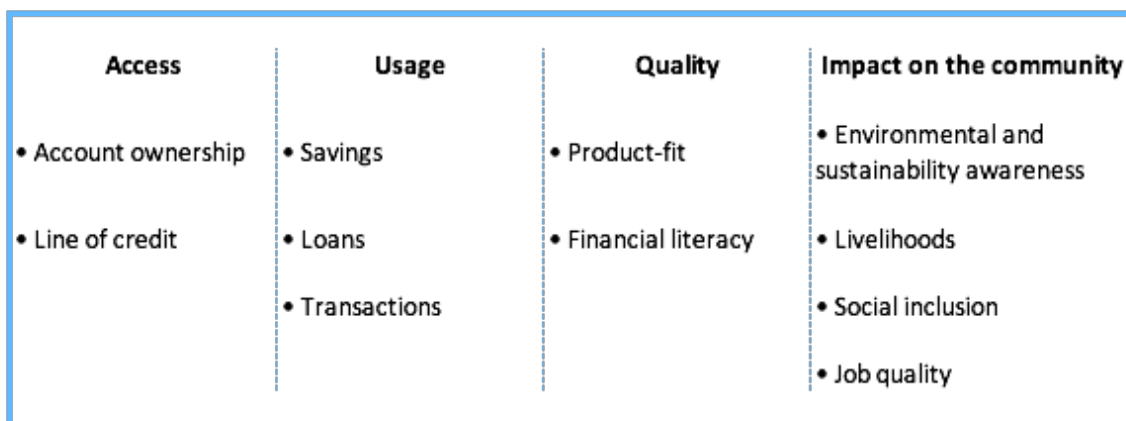 Access
• Account ownership
• Line of credit
Usage
• Savings
• Loans
• Transactions
Quality
• Product-fit
• Financial literacy
Impact on the community
• Environmental and
sustainability awareness
• Livelihoods
• Social inclusion
• Job quality